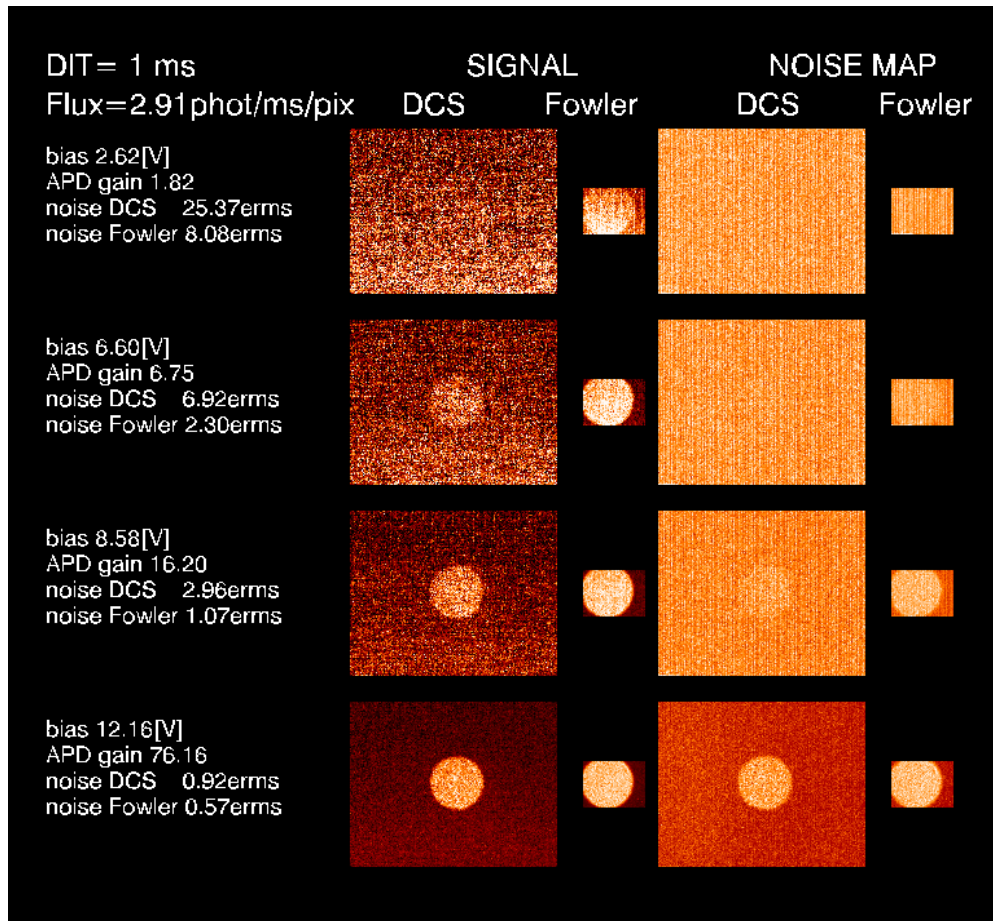 DIT= 1 ms SIGNAL NOISE MAP
Flux=2.91phot/ms/pix DCS Fowler DCS Fowler
bias 2.62[V]
APD gain 1.82
noise DCS 25.37erms
noise Fowler 8.08erms
bias 6.60[V]
APD gain 6.75
noise DCS 6.92erms
noise Fowler 2.30erms
bias 8.58[V]
APD gain 16.20
noise DCS 2.96erms
noise Fowler 1.07erms
bias 12.16[V]
APD gain 76.16
noise DCS 0.92erms
noise Fowler 0.57erms